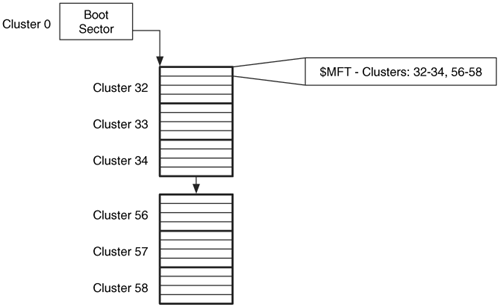 Cluster 0
Boot
Sector
$MFT - Clusters: 32-34, 56-58
Cluster 32
Cluster 33
Cluster 34
Cluster 56
Cluster 57
Cluster 58